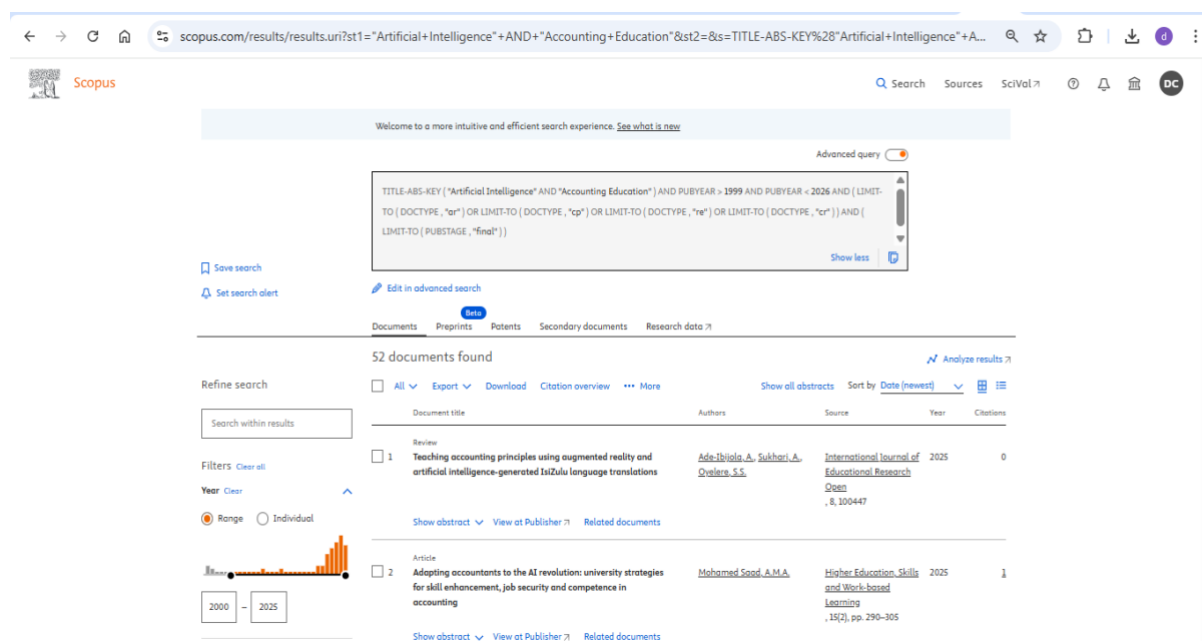 scopus.com/results/results.uri?st1="Artificial+Intelligence"+AND+"Accounting+Education"&st2=&s=TITLE-ABS-KEY%28"Artificial+Intelligence"+A...
d
Scopus
Search Sources SciVal
DC
Welcome to a more intuitive and efficient search experience. See what is new
Advanced query
TITLE-ABS-KEY ( "Artificial Intelligence" AND "Accounting Education" ) AND PUBYEAR > 1999 AND PUBYEAR < 2026 AND ( LIMIT-
TO ( DOCTYPE , "ar" ) OR LIMIT-TO ( DOCTYPE , "cp" ) OR LIMIT-TO ( DOCTYPE , "re" ) OR LIMIT-TO ( DOCTYPE , "cr" ) ) AND (
LIMIT-TO ( PUBSTAGE , "final" ) )
Show less
Save search
Set search alert
Edit in advanced search
Beta
Documents Preprints Patents Secondary documents Research data
52 documents found
Analyze results
Refine search
All Export Download Citation overview More Show all abstracts Sort by Date (newest)
Search within results
Document title Authors Source Year Citations
Filters Clear all
Year Clear
Range Individual
2000 – 2025
Review
1 Teaching accounting principles using augmented reality and Ade-Ibijola, A., Sukhari, A., International Journal of 2025 0
artificial intelligence-generated IsiZulu language translations Oyelere, S.S. Educational Research
Open
, 8, 100447
Show abstract View at Publisher Related documents
Article
2 Adapting accountants to the AI revolution: university strategies Mohamed Saad, A.M.A. Higher Education, Skills 2025 1
for skill enhancement, job security and competence in and Work-based
accounting Learning
, 15(2), pp. 290–305
Show abstract View at Publisher Related documents